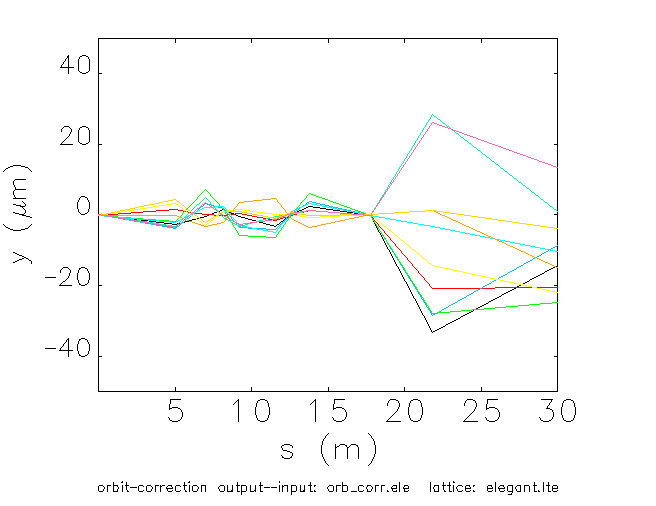 40
20
0
-20
-40
y (μm)
5 10 15 20 25 30
s (m)
orbit-correction output--input: orb_corr.ele lattice: elegant.lte